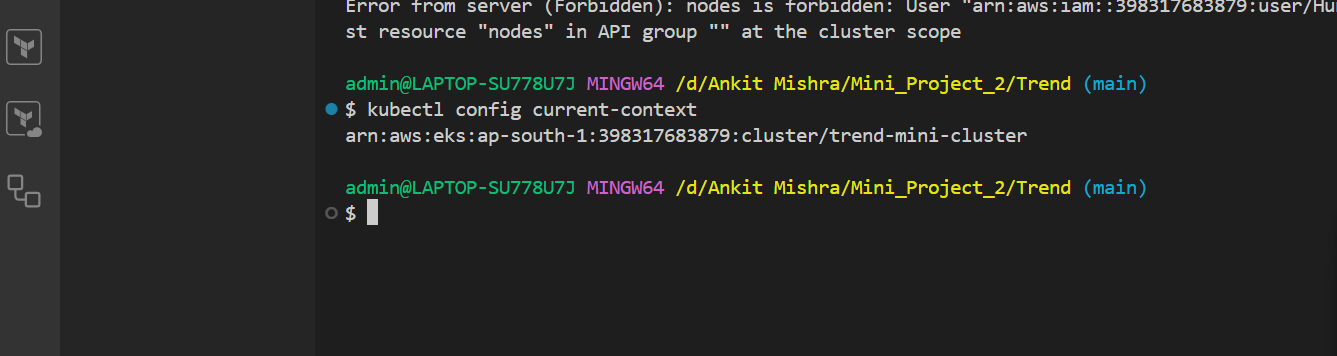 Error from server (Forbidden): nodes is forbidden: User "arn:aws:iam::398317683879:user/Hu
st resource "nodes" in API group "" at the cluster scope
admin@LAPTOP-SU778U7J MINGW64 /d/Ankit Mishra/Mini_Project_2/Trend (main)
$ kubectl config current-context
arn:aws:eks:ap-south-1:398317683879:cluster/trend-mini-cluster
admin@LAPTOP-SU778U7J MINGW64 /d/Ankit Mishra/Mini_Project_2/Trend (main)
$